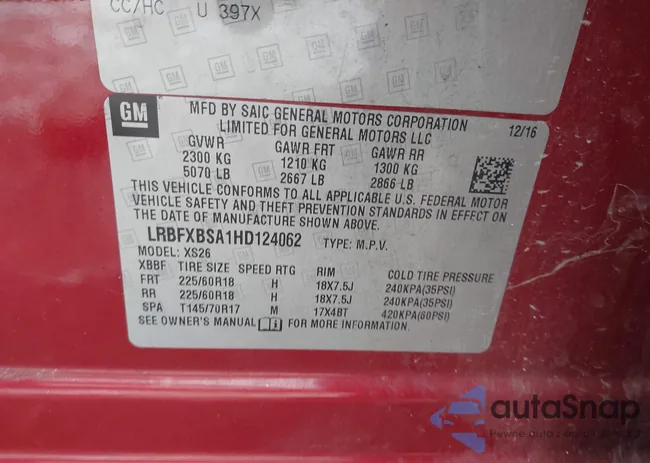 CC/HC U 397X
GM
MFD BY SAIC GENERAL MOTORS CORPORATION
LIMITED FOR GENERAL MOTORS LLC
12/16
GVWR GAWR FRT GAWR RR
2300 KG 1210 KG 1300 KG
5070 LB 2667 LB 2866 LB
THIS VEHICLE CONFORMS TO ALL APPLICABLE U.S. FEDERAL MOTOR
VEHICLE SAFETY AND THEFT PREVENTION STANDARDS IN EFFECT ON
THE DATE OF MANUFACTURE SHOWN ABOVE.
LRBFXBSA1HD124062 TYPE: M.P.V.
MODEL: XS26
XBBF TIRE SIZE SPEED RTG RIM COLD TIRE PRESSURE
FRT 225/60R18 H 18X7.5J 240KPA(35PSI)
RR 225/60R18 H 18X7.5J 240KPA(35PSI)
SPA T145/70R17 M 17X4BT 420KPA(60PSI)
SEE OWNER'S MANUAL FOR MORE INFORMATION
autaSnap
Pewne auta z